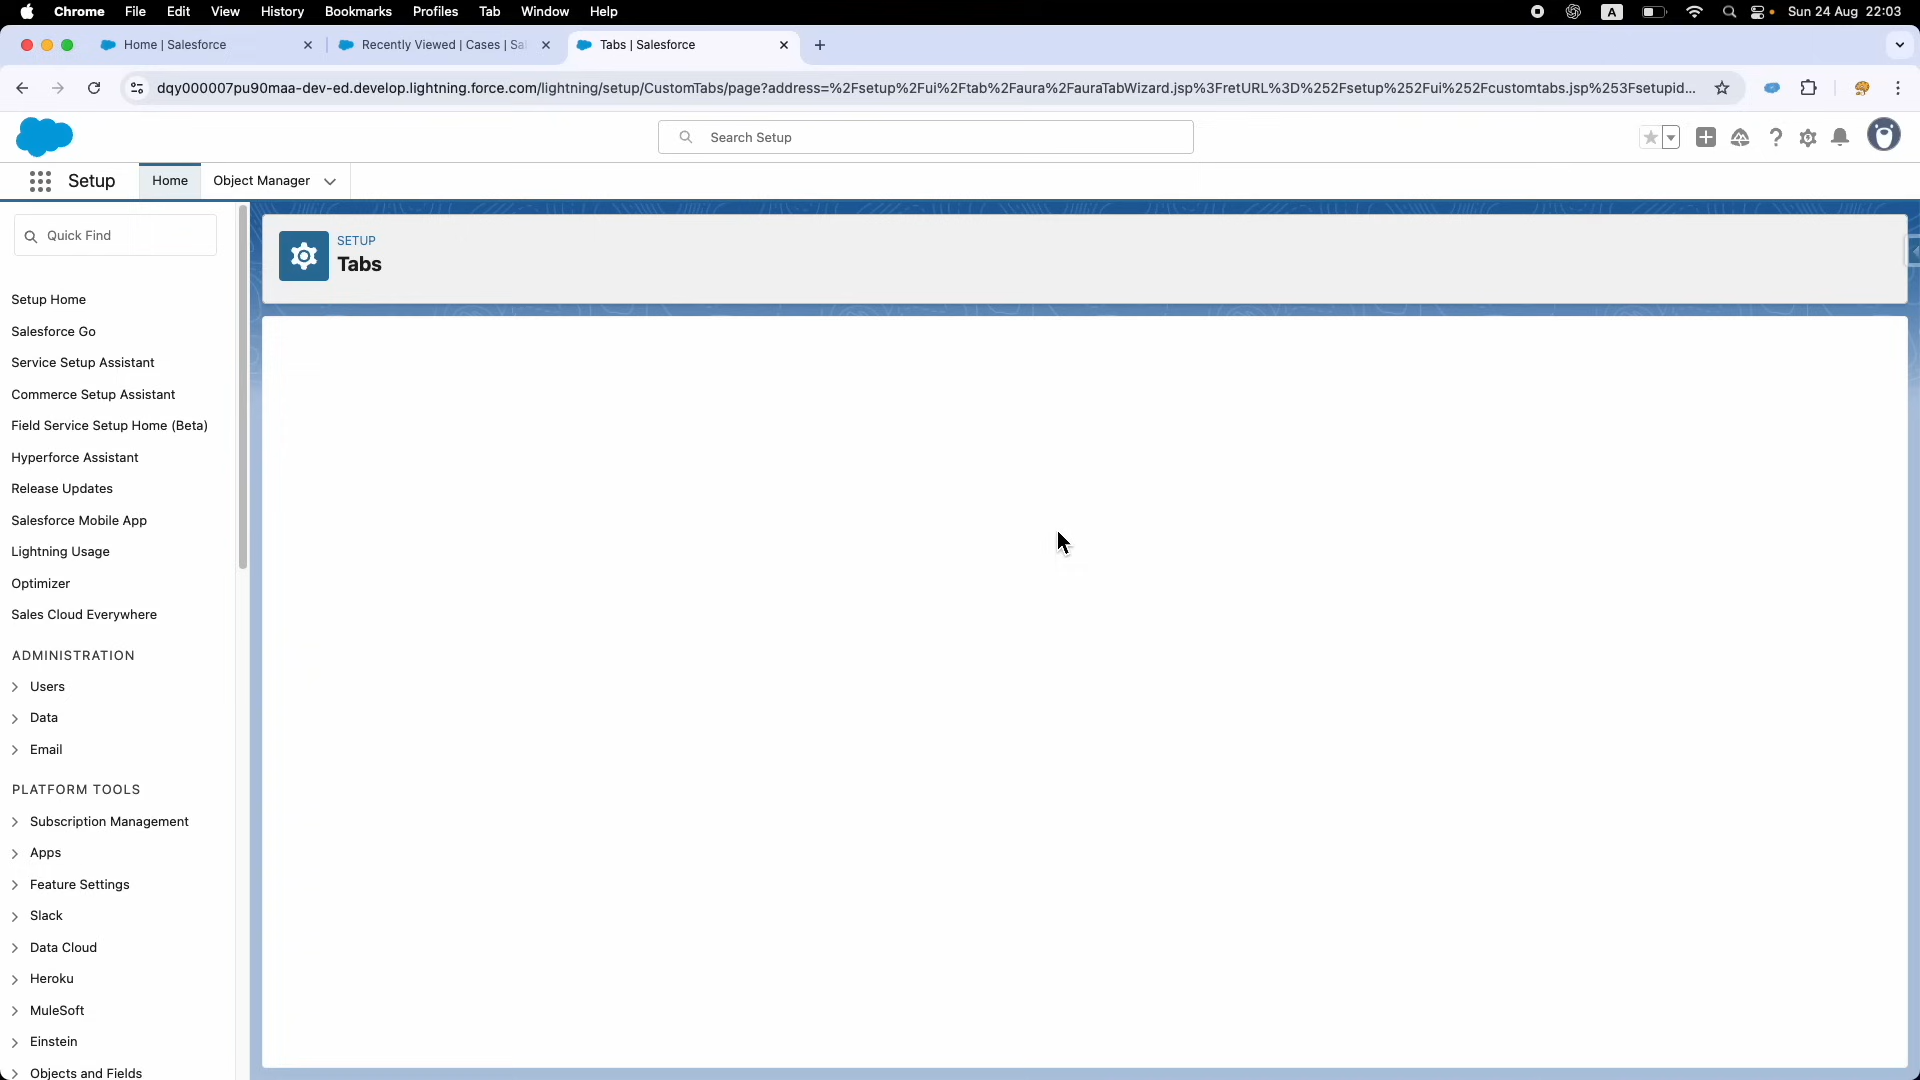 Chrome File Edit View History Bookmarks Profiles Tab Window Help A Sun 24 Aug 22:03
Home | Salesforce Recently Viewed | Cases | Sa Tabs | Salesforce
dqy000007pu90maa-dev-ed.develop.lightning.force.com/lightning/setup/CustomTabs/page?address=%2Fsetup%2Fui%2Ftab%2Faura%2FauraTabWizard.jsp%3FretURL%3D%252Fsetup%252Fui%252Fcustomtabs.jsp%253Fsetupid...
Search Setup
Setup Home Object Manager
Quick Find
SETUP
Tabs
Setup Home
Salesforce Go
Service Setup Assistant
Commerce Setup Assistant
Field Service Setup Home (Beta)
Hyperforce Assistant
Release Updates
Salesforce Mobile App
Lightning Usage
Optimizer
Sales Cloud Everywhere
ADMINISTRATION
Users
Data
Email
PLATFORM TOOLS
Subscription Management
Apps
Feature Settings
Slack
Data Cloud
Heroku
MuleSoft
Einstein
Objects and Fields